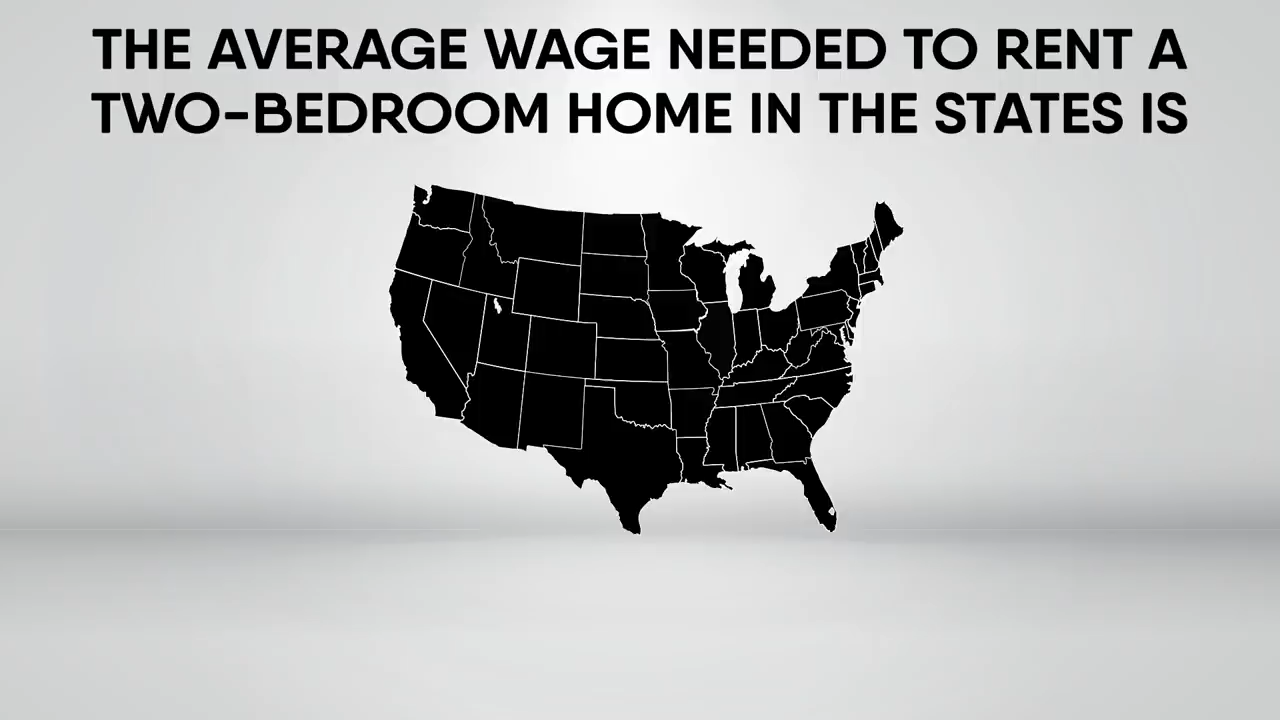 THE AVERAGE WAGE NEEDED TO RENT A
TWO-BEDROOM HOME IN THE STATES IS